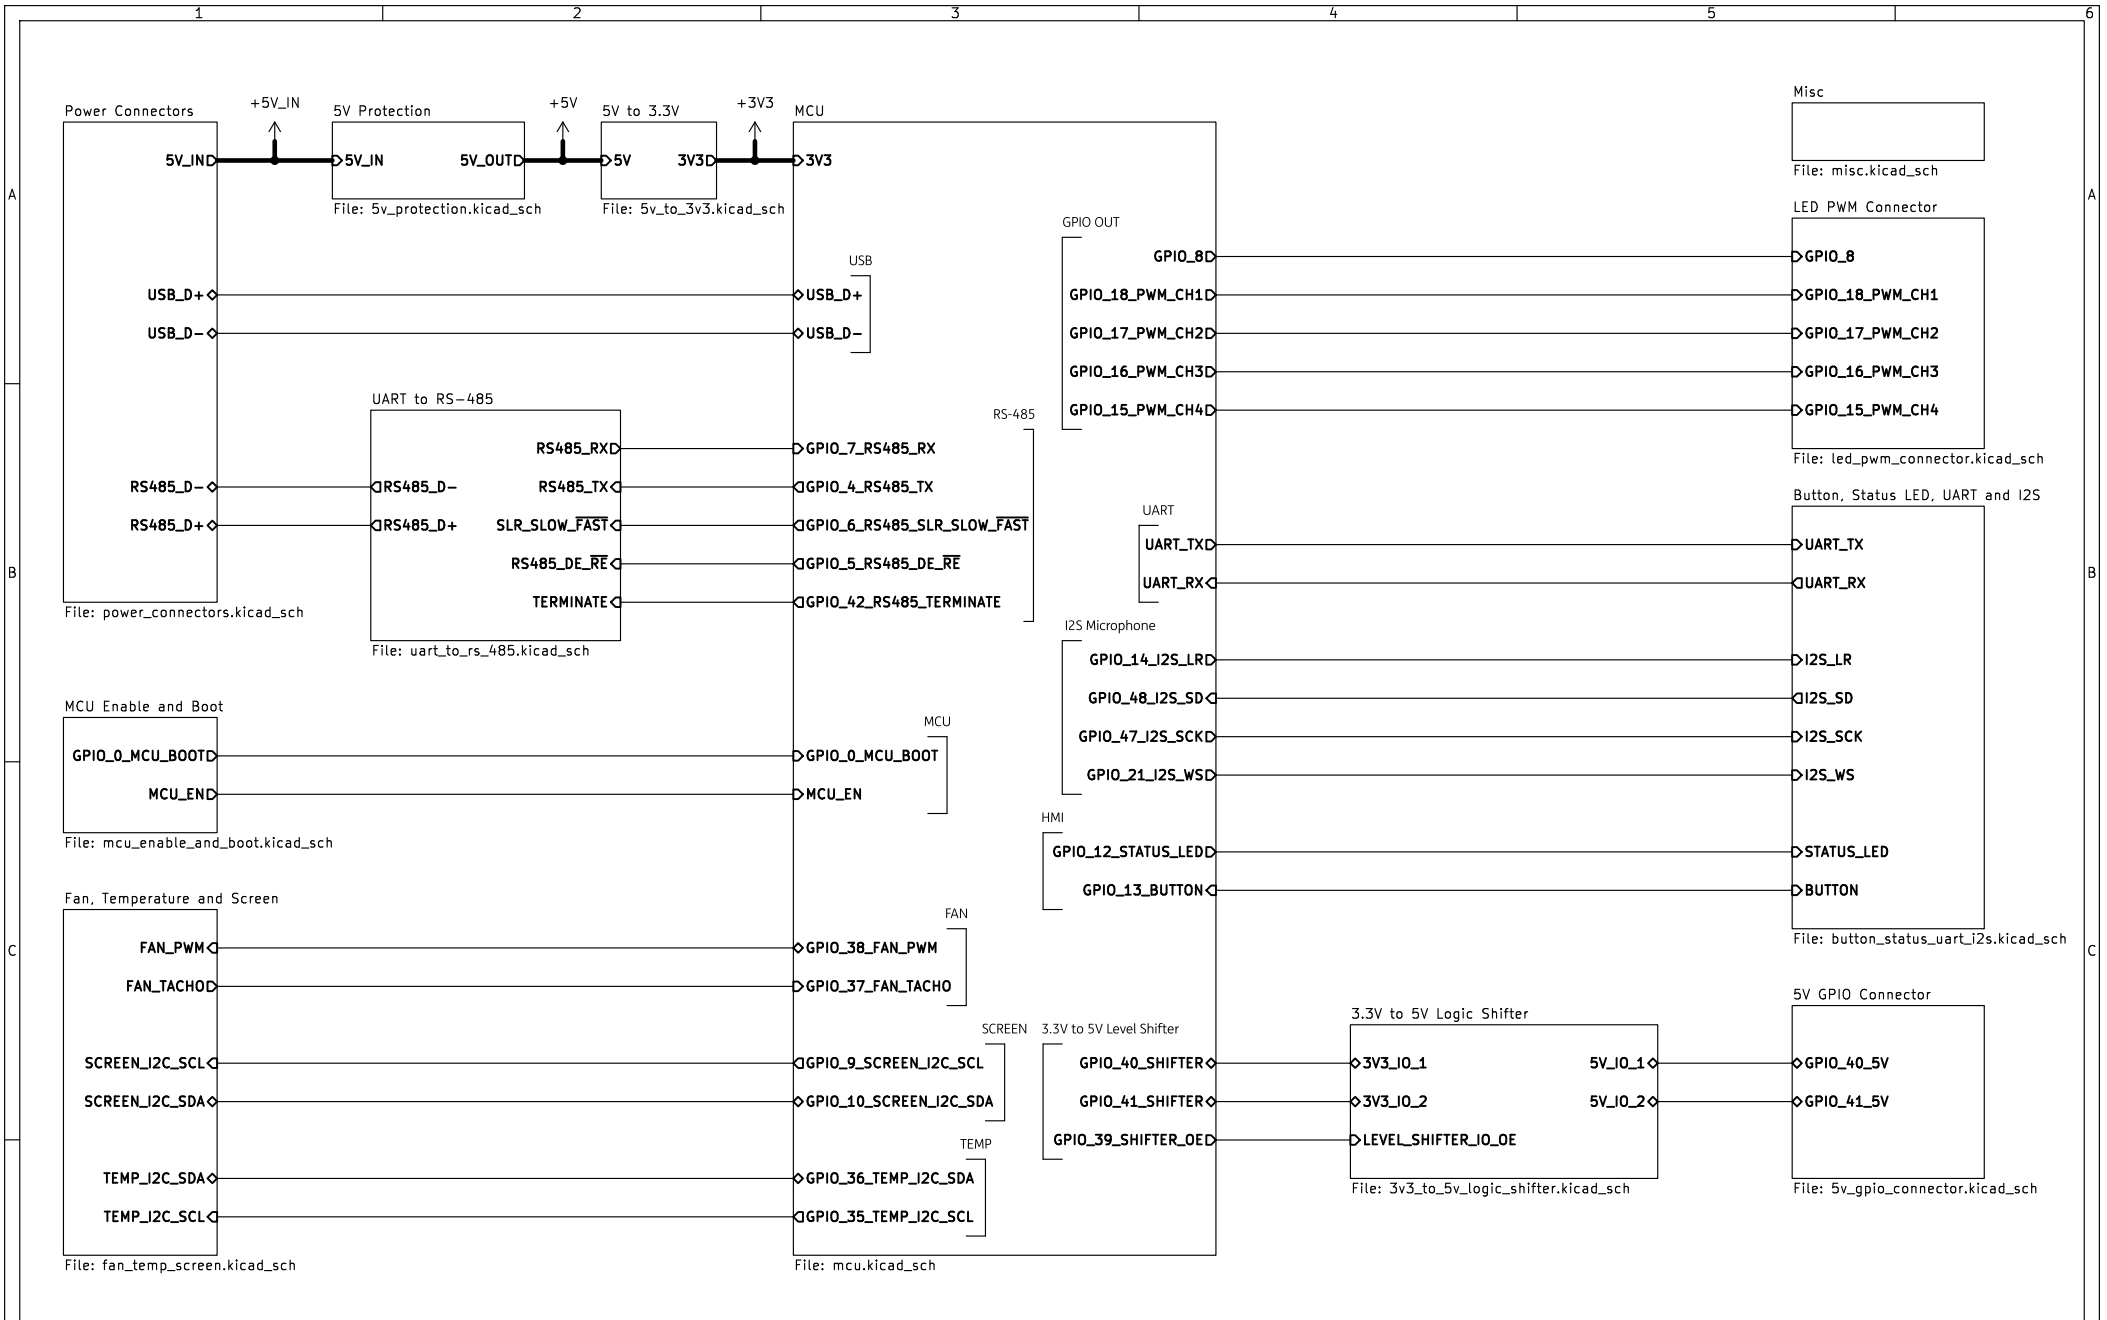 1
2
3
4
5
6
A
B
C
A
B
C
Power Connectors
5V_IN
USB_D+
USB_D-
RS485_D-
RS485_D+
File: power_connectors.kicad_sch
+5V_IN
5V Protection
5V_IN
5V_OUT
File: 5v_protection.kicad_sch
+5V
5V to 3.3V
5V
3V3
File: 5v_to_3v3.kicad_sch
+3V3
UART to RS-485
RS485_D-
RS485_D+
RS485_RX
RS485_TX
SLR_SLOW_FAST
RS485_DE_RE
TERMINATE
File: uart_to_rs_485.kicad_sch
MCU Enable and Boot
GPIO_0_MCU_BOOT
MCU_EN
File: mcu_enable_and_boot.kicad_sch
Fan, Temperature and Screen
FAN_PWM
FAN_TACHO
SCREEN_I2C_SCL
SCREEN_I2C_SDA
TEMP_I2C_SDA
TEMP_I2C_SCL
File: fan_temp_screen.kicad_sch
MCU
3V3
USB
USB_D+
USB_D-
RS-485
GPIO_7_RS485_RX
GPIO_4_RS485_TX
GPIO_6_RS485_SLR_SLOW_FAST
GPIO_5_RS485_DE_RE
GPIO_42_RS485_TERMINATE
MCU
GPIO_0_MCU_BOOT
MCU_EN
FAN
GPIO_38_FAN_PWM
GPIO_37_FAN_TACHO
SCREEN
GPIO_9_SCREEN_I2C_SCL
GPIO_10_SCREEN_I2C_SDA
TEMP
GPIO_36_TEMP_I2C_SDA
GPIO_35_TEMP_I2C_SCL
GPIO OUT
GPIO_8
GPIO_18_PWM_CH1
GPIO_17_PWM_CH2
GPIO_16_PWM_CH3
GPIO_15_PWM_CH4
UART
UART_TX
UART_RX
I2S Microphone
GPIO_14_I2S_LR
GPIO_48_I2S_SD
GPIO_47_I2S_SCK
GPIO_21_I2S_WS
HMI
GPIO_12_STATUS_LED
GPIO_13_BUTTON
3.3V to 5V Level Shifter
GPIO_40_SHIFTER
GPIO_41_SHIFTER
GPIO_39_SHIFTER_OE
File: mcu.kicad_sch
3.3V to 5V Logic Shifter
3V3_IO_1
3V3_IO_2
LEVEL_SHIFTER_IO_OE
5V_IO_1
5V_IO_2
File: 3v3_to_5v_logic_shifter.kicad_sch
Misc
File: misc.kicad_sch
LED PWM Connector
GPIO_8
GPIO_18_PWM_CH1
GPIO_17_PWM_CH2
GPIO_16_PWM_CH3
GPIO_15_PWM_CH4
File: led_pwm_connector.kicad_sch
Button, Status LED, UART and I2S
UART_TX
UART_RX
I2S_LR
I2S_SD
I2S_SCK
I2S_WS
STATUS_LED
BUTTON
File: button_status_uart_i2s.kicad_sch
5V GPIO Connector
GPIO_40_5V
GPIO_41_5V
File: 5v_gpio_connector.kicad_sch